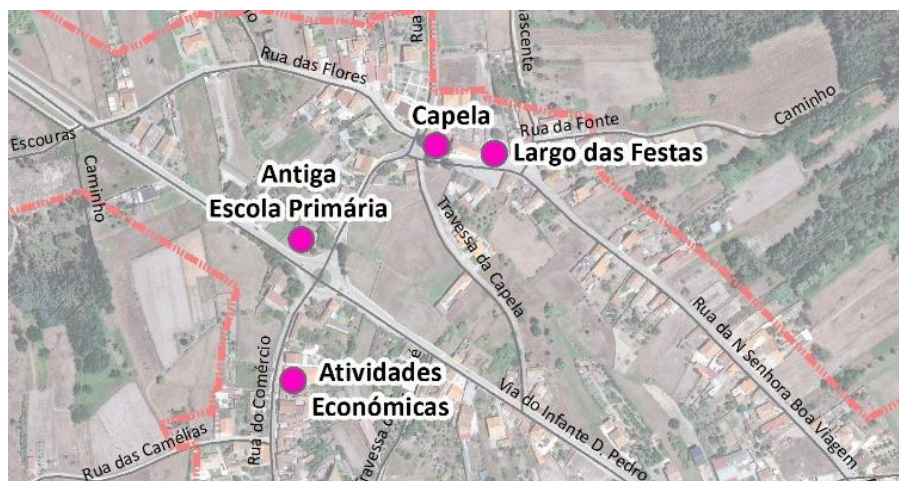 Rua das Flores
Rua
ascente
Escouras
Caminho
Capela
Rua da Fonte
Caminho
Largo das Festas
Antiga
Escola Primária
Travessa da Capela
Rua da N Senhora Boa Viagem
Atividades
Económicas
Rua do Comércio
Rua das Camélias
Via do Infante D. Pedro